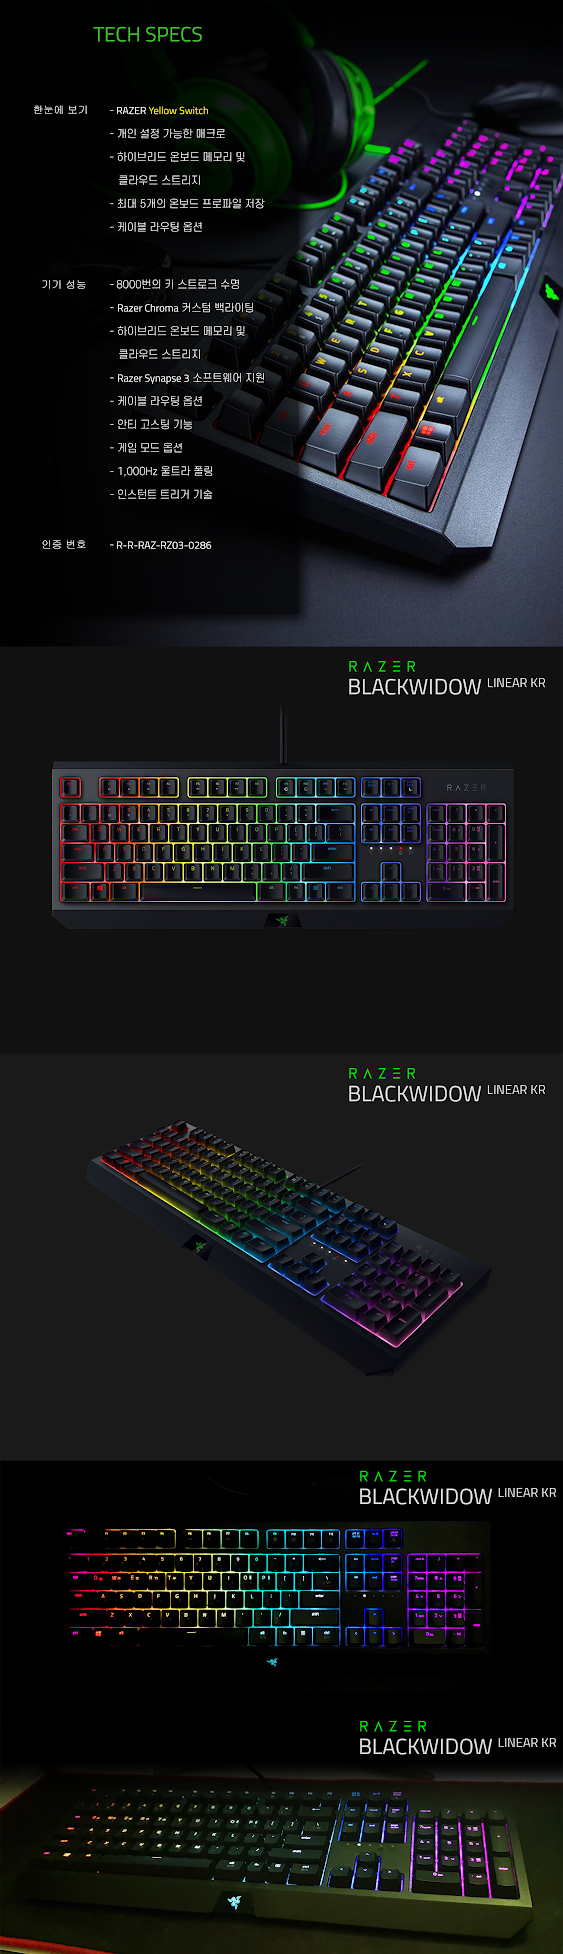 TECH SPECS
한눈에 보기
- RAZER Yellow Switch
- 개인 설정 가능한 매크로
- 하이브리드 온보드 메모리 및
클라우드 스트리지
- 최대 5개의 온보드 프로파일 저장
- 케이블 라우팅 옵션
기기 성능
- 8000번의 키 스트로크 수명
- Razer Chroma 커스텀 백라이팅
- 하이브리드 온보드 메모리 및
클라우드 스트리지
- Razer Synapse 3 소프트웨어 지원
- 케이블 라우팅 옵션
- 안티 고스팅 기능
- 게임 모드 옵션
- 1,000Hz 울트라 폴링
- 인스턴트 트리거 기술
인증 번호
- R-R-RAZ-RZ03-0286
RAZER
BLACKWIDOW LINEAR KR
RAZER
RAZER
BLACKWIDOW LINEAR KR
RAZER
BLACKWIDOW LINEAR KR
RAZER
BLACKWIDOW LINEAR KR